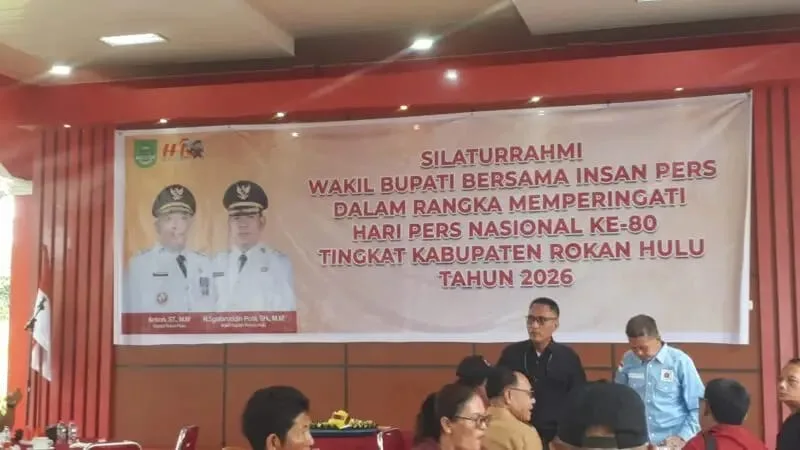 SILATURRAHMI
WAKIL BUPATI BERSAMA INSAN PERS
DALAM RANGKA MEMPERINGATI
HARI PERS NASIONAL KE-80
TINGKAT KABUPATEN ROKAN HULU
TAHUN 2026